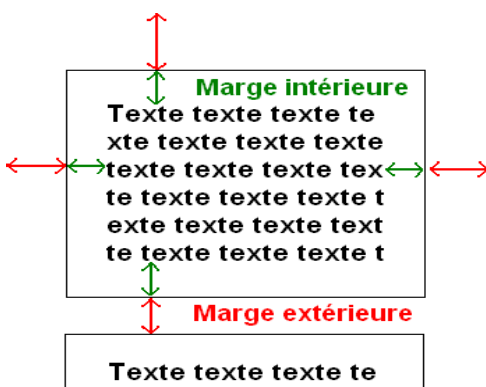 Marge intérieure
Texte texte texte te
xte texte texte texte
texte texte texte tex
te texte texte texte t
exte texte texte text
te texte texte texte t
Marge extérieure
Texte texte texte te